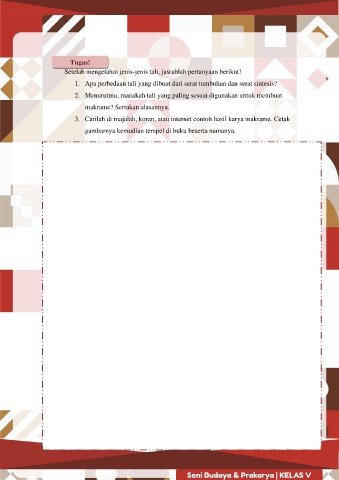 Tugas!
Setelah mengetahui jenis-jenis tali, jawablah pertanyaan berikut!
1. Apa perbedaan tali yang dibuat dari serat tumbuhan dan serat sintesis?
2. Menurutmu, manakah tali yang paling sesuai digunakan untuk membuat
makrame? Sertakan alasannya.
3. Carilah di majalah, koran, atau internet contoh hasil karya makrame. Cetak
gambarnya kemudian tempel di buku beserta namanya.
Seni Budaya & Prakarya | KELAS V